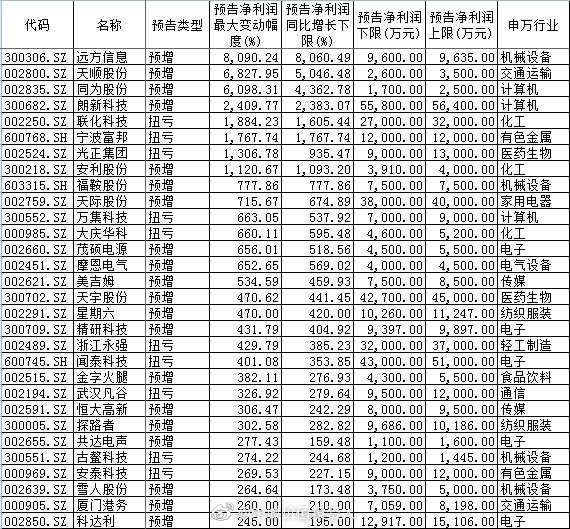 代码 名称 预告类型 预告净利润最大变动幅度(%) 预告净利润同比增长下限(%) 预告净利润下限(万元) 预告净利润上限(万元) 申万行业
300306.SZ 远方信息 预增 8,090.24 8,060.49 9,600.00 9,635.00 机械设备
002800.SZ 天顺股份 预增 6,827.95 5,046.48 2,600.00 3,500.00 交通运输
002835.SZ 同为股份 预增 6,098.31 4,362.78 1,700.00 2,500.00 计算机
300682.SZ 朗新科技 预增 2,409.77 2,383.07 55,800.00 56,400.00 计算机
002250.SZ 联化科技 扭亏 1,884.23 1,605.44 27,000.00 32,000.00 化工
600768.SH 宁波富邦 扭亏 1,767.74 1,767.74 12,000.00 12,000.00 有色金属
002524.SZ 光正集团 扭亏 1,306.78 935.47 9,000.00 13,000.00 医药生物
300218.SZ 安利股份 扭亏 1,120.67 1,093.20 3,910.00 4,000.00 化工
603315.SH 福鞍股份 预增 777.86 777.86 7,500.00 7,500.00 机械设备
002759.SZ 天际股份 预增 715.67 674.89 38,000.00 40,000.00 家用电器
300552.SZ 万集科技 扭亏 663.05 537.92 7,000.00 9,000.00 计算机
000985.SZ 大庆华科 扭亏 660.11 595.48 4,600.00 5,200.00 化工
002660.SZ 茂硕电源 预增 656.01 518.56 4,500.00 5,500.00 电子
002451.SZ 摩恩电气 预增 652.65 569.02 4,000.00 4,500.00 电气设备
002621.SZ 美吉姆 预增 534.59 459.93 7,500.00 8,500.00 传媒
300702.SZ 天宇股份 预增 470.62 441.45 42,700.00 45,000.00 医药生物
002291.SZ 星期六 预增 470.00 420.00 10,260.00 11,247.00 纺织服装
300709.SZ 精研科技 预增 431.79 404.92 9,397.00 9,897.00 电子
002489.SZ 浙江永强 扭亏 429.79 385.23 32,000.00 37,000.00 轻工制造
600745.SH 闻泰科技 扭亏 401.08 353.85 43,000.00 51,000.00 电子
002515.SZ 金字火腿 预增 382.11 276.93 4,300.00 5,500.00 食品饮料
002194.SZ 武汉凡谷 扭亏 326.92 279.64 9,500.00 12,000.00 通信
002591.SZ 恒大高新 预增 306.47 242.29 8,000.00 9,500.00 传媒
300005.SZ 探路者 扭亏 302.58 282.82 9,686.00 10,186.00 纺织服装
002655.SZ 共达电声 预增 277.43 159.48 1,100.00 1,600.00 电子
300551.SZ 古鳌科技 扭亏 274.22 244.68 1,200.00 1,445.00 机械设备
000969.SZ 安泰科技 扭亏 269.53 227.15 9,000.00 12,000.00 有色金属
002639.SZ 雪人股份 预增 264.64 173.48 3,750.00 5,000.00 机械设备
000905.SZ 厦门港务 预增 260.00 210.00 7,059.00 8,198.00 交通运输
002850.SZ 科达利 预增 245.00 195.00 12,917.00 15,106.00 电子